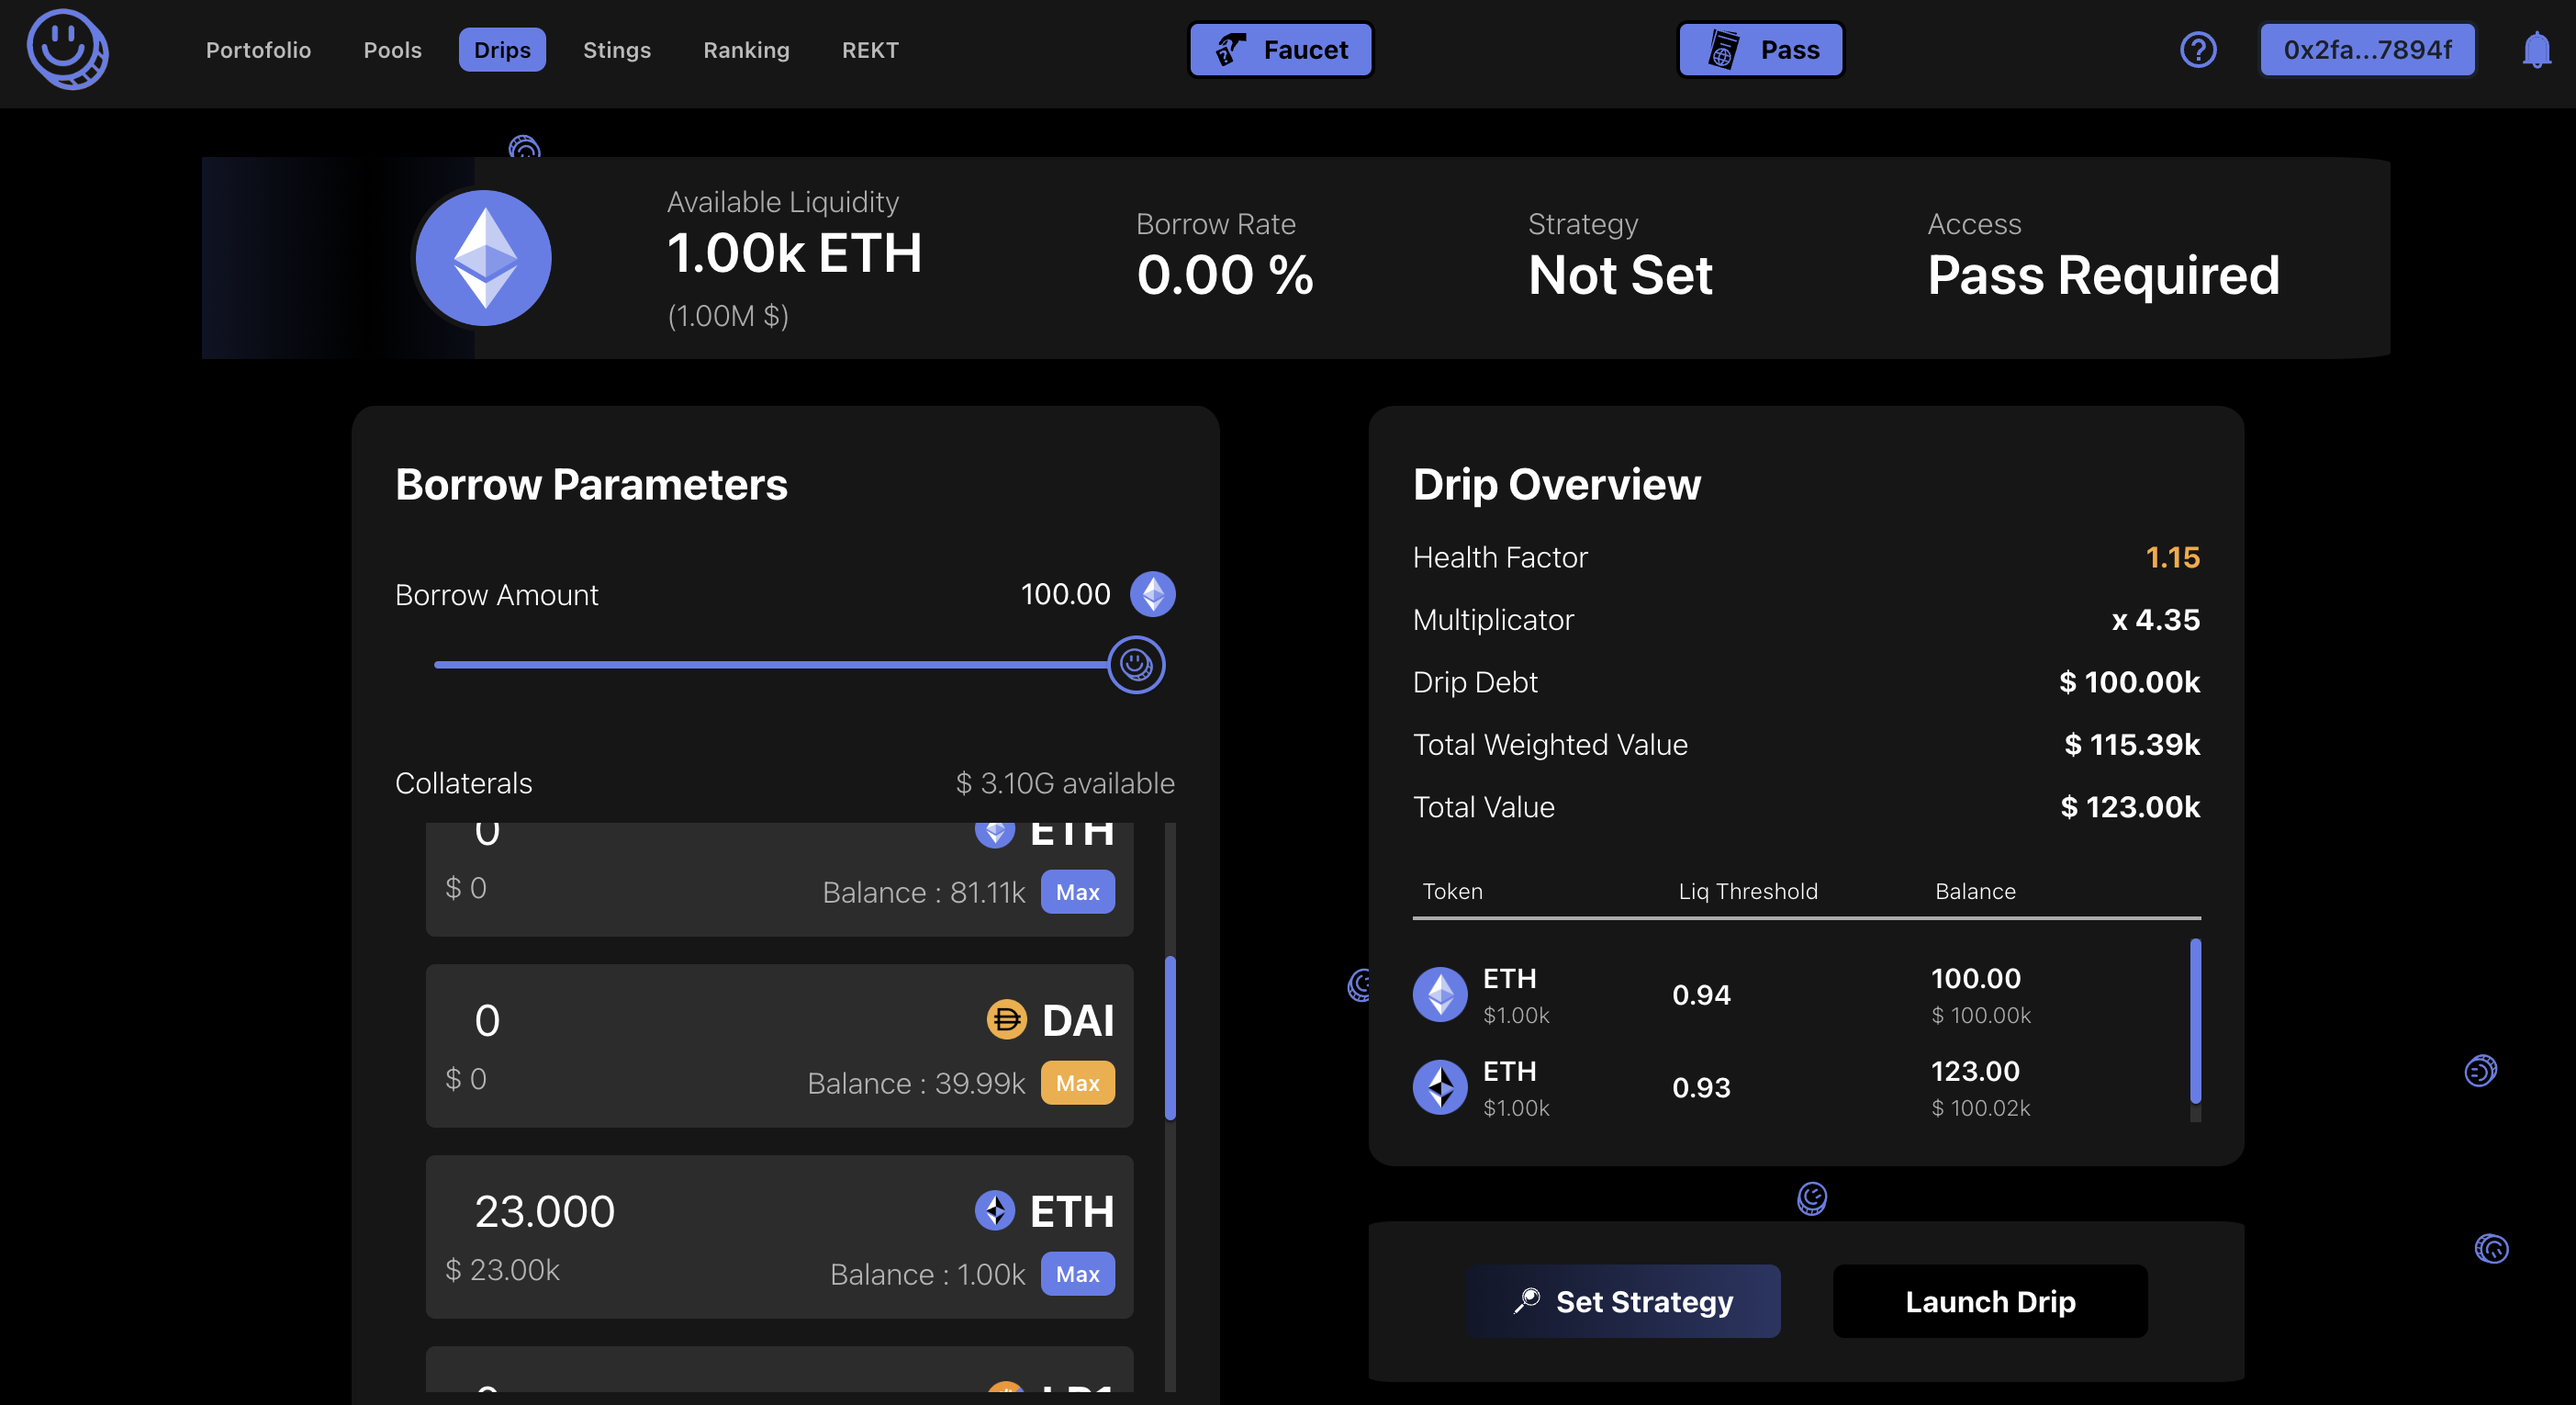 Portofolio Pools Drips Stings Ranking REKT Faucet Pass 0x2fa...7894f
Available Liquidity
1.00k ETH
(1.00M $)
Borrow Rate
0.00 %
Strategy
Not Set
Access
Pass Required
Borrow Parameters
Borrow Amount 100.00
Collaterals $ 3.10G available
0 ETH
$ 0 Balance : 81.11k Max
0 DAI
$ 0 Balance : 39.99k Max
23.000 ETH
$ 23.00k Balance : 1.00k Max
Drip Overview
Health Factor 1.15
Multiplicator x 4.35
Drip Debt $ 100.00k
Total Weighted Value $ 115.39k
Total Value $ 123.00k
Token Liq Threshold Balance
ETH 0.94 100.00
$1.00k $ 100.00k
ETH 0.93 123.00
$1.00k $ 100.02k
Set Strategy Launch Drip